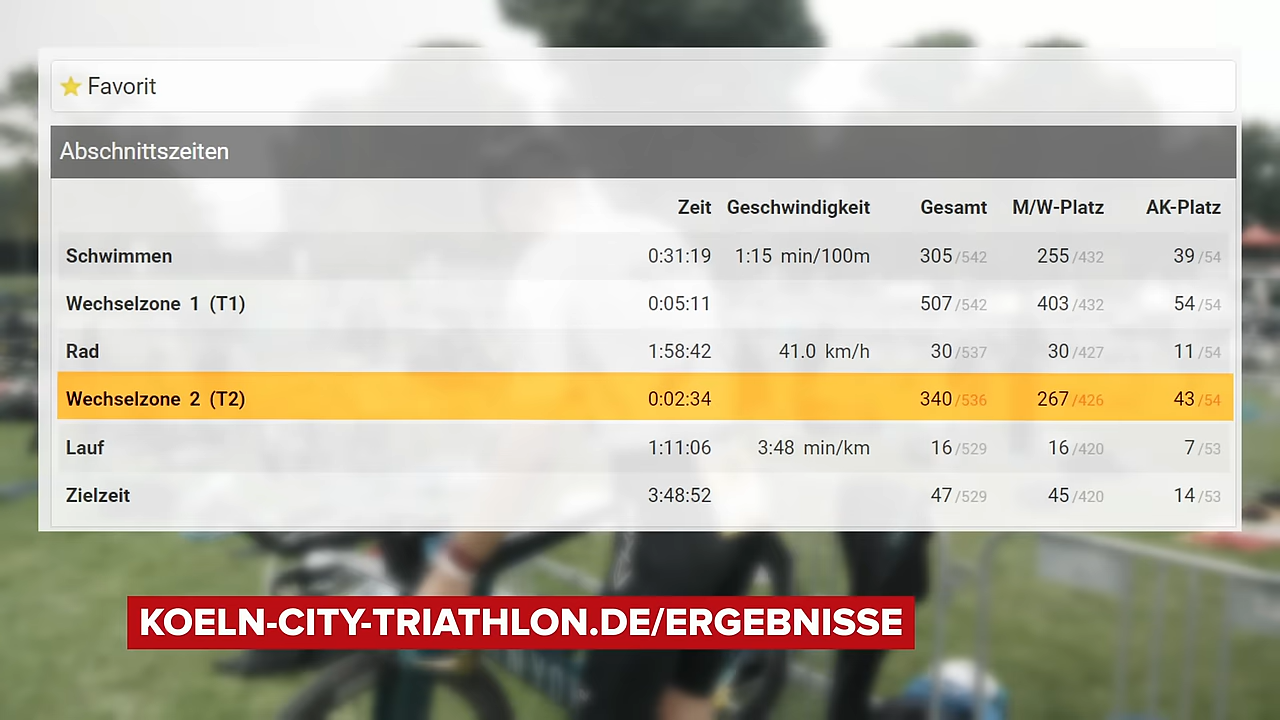 ⭐ Favorit
Abschnittszeiten
Zeit Geschwindigkeit Gesamt M/W-Platz AK-Platz
Schwimmen 0:31:19 1:15 min/100m 305/542 255/432 39/54
Wechselzone 1 (T1) 0:05:11 507/542 403/432 54/54
Rad 1:58:42 41.0 km/h 30/537 30/427 11/54
Wechselzone 2 (T2) 0:02:34 340/536 267/426 43/54
Lauf 1:11:06 3:48 min/km 16/529 16/420 7/53
Zielzeit 3:48:52 47/529 45/420 14/53
KOELN-CITY-TRIATHLON.DE/ERGEBNISSE